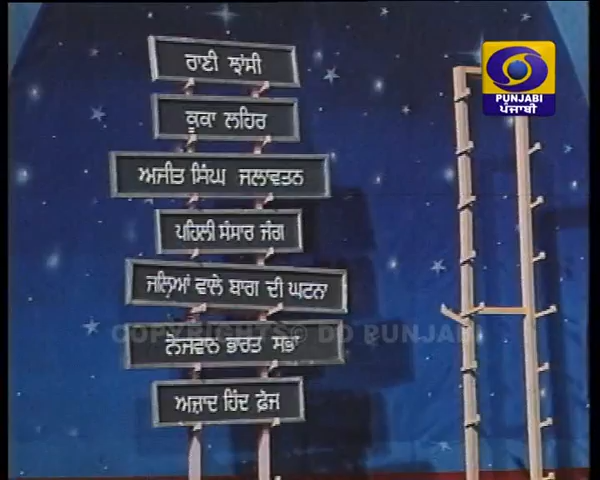 ਰਾਣੀ ਝਾਂਸੀ
ਕੂਕਾ ਲਹਿਰ
ਅਜੀਤ ਸਿੰਘ ਜਲਾਵਤਨ
ਪਹਿਲੀ ਸੰਸਾਰ ਜੰਗ
ਜਲ੍ਹਿਆਂ ਵਾਲੇ ਬਾਗ ਦੀ ਘਟਨਾ
ਨੌਜਵਾਨ ਭਾਰਤ ਸਭਾ
ਅਜ਼ਾਦ ਹਿੰਦ ਫ਼ੌਜ
PUNJABI
ਪੰਜਾਬੀ
COPYRIGHTS© DD PUNJABI